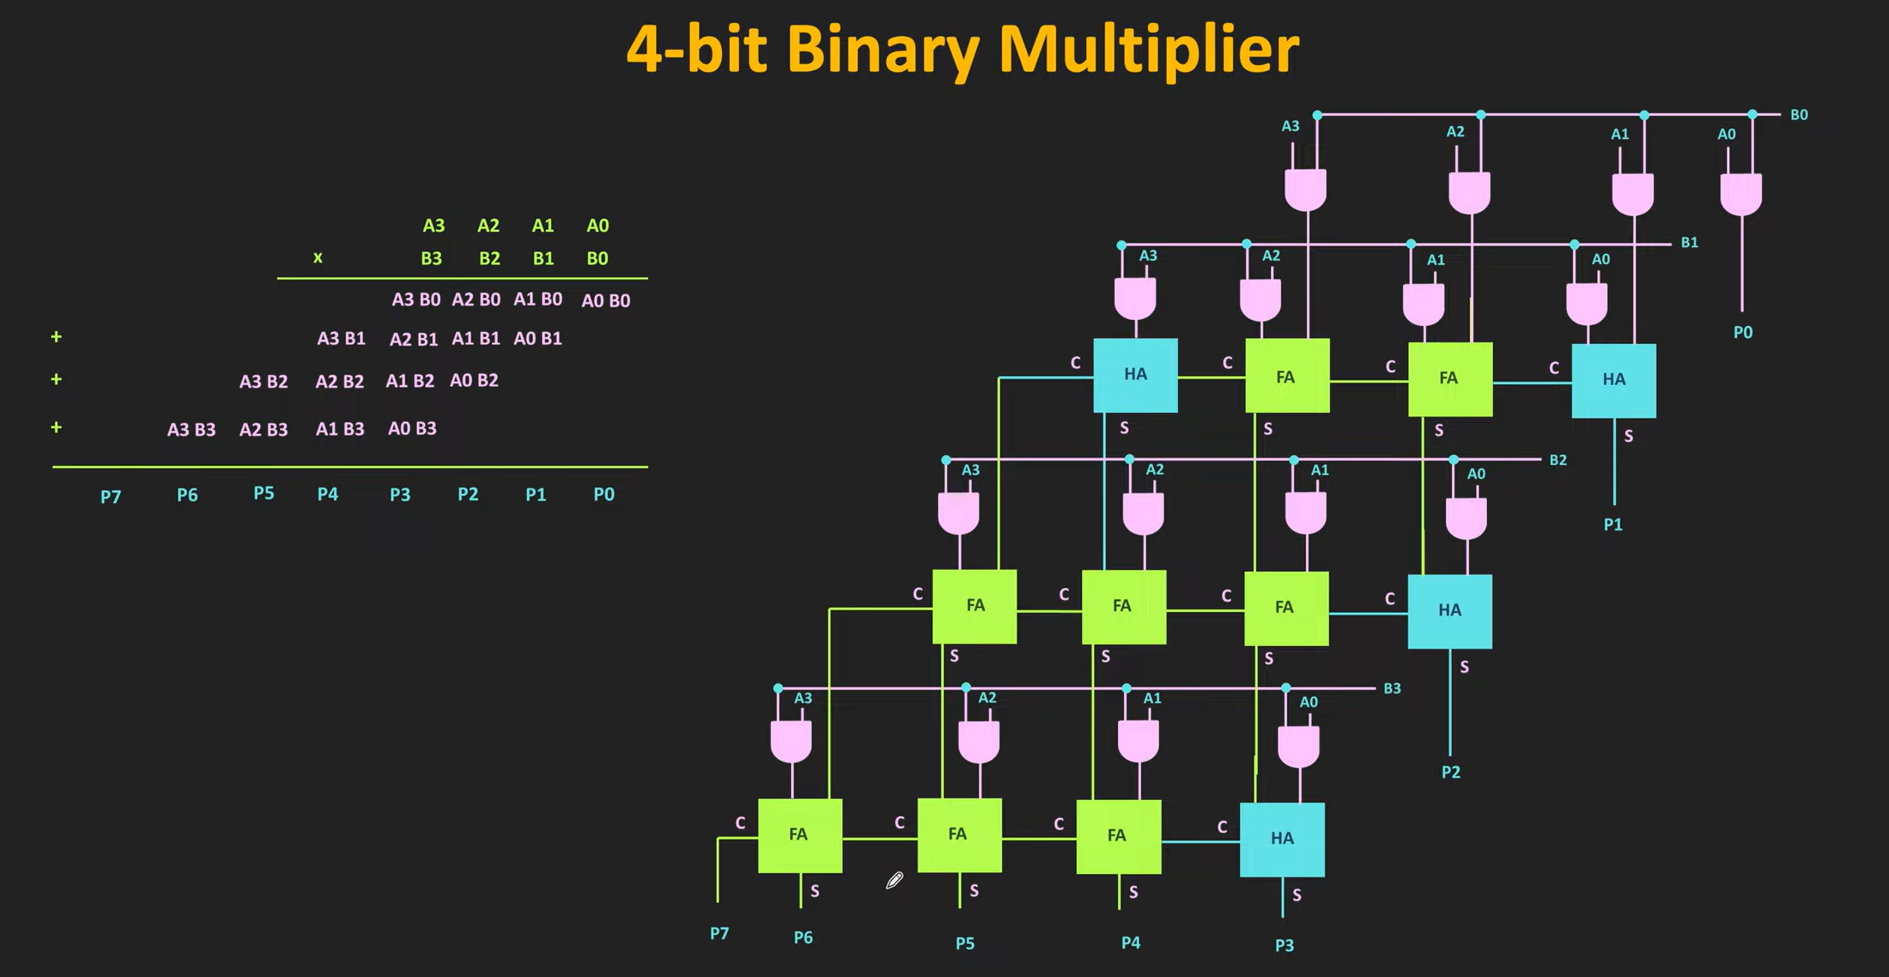 4-bit Binary Multiplier
A3 A2 A1 A0
x B3 B2 B1 B0
A3 B0 A2 B0 A1 B0 A0 B0
+ A3 B1 A2 B1 A1 B1 A0 B1
+ A3 B2 A2 B2 A1 B2 A0 B2
+ A3 B3 A2 B3 A1 B3 A0 B3
P7 P6 P5 P4 P3 P2 P1 P0
B0
A3 A2 A1 A0
B1
A3 A2 A1 A0
P0
C HA C FA C FA C HA
S S S S
B2
A3 A2 A1 A0
P1
C FA C FA C FA C HA
S S S S
B3
A3 A2 A1 A0
P2
C FA C FA C FA C HA
S S S S
P7 P6 P5 P4 P3